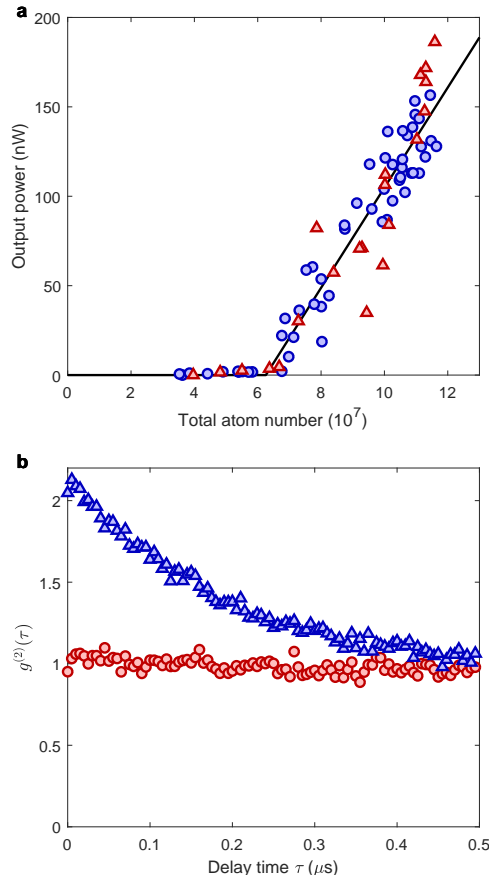 a
200
150
100
50
0
Output power (nW)
0 2 4 6 8 10 12
Total atom number (10^7)
b
2
1.5
1
0.5
0
g^(2)(τ)
0 0.1 0.2 0.3 0.4 0.5
Delay time τ (μs)